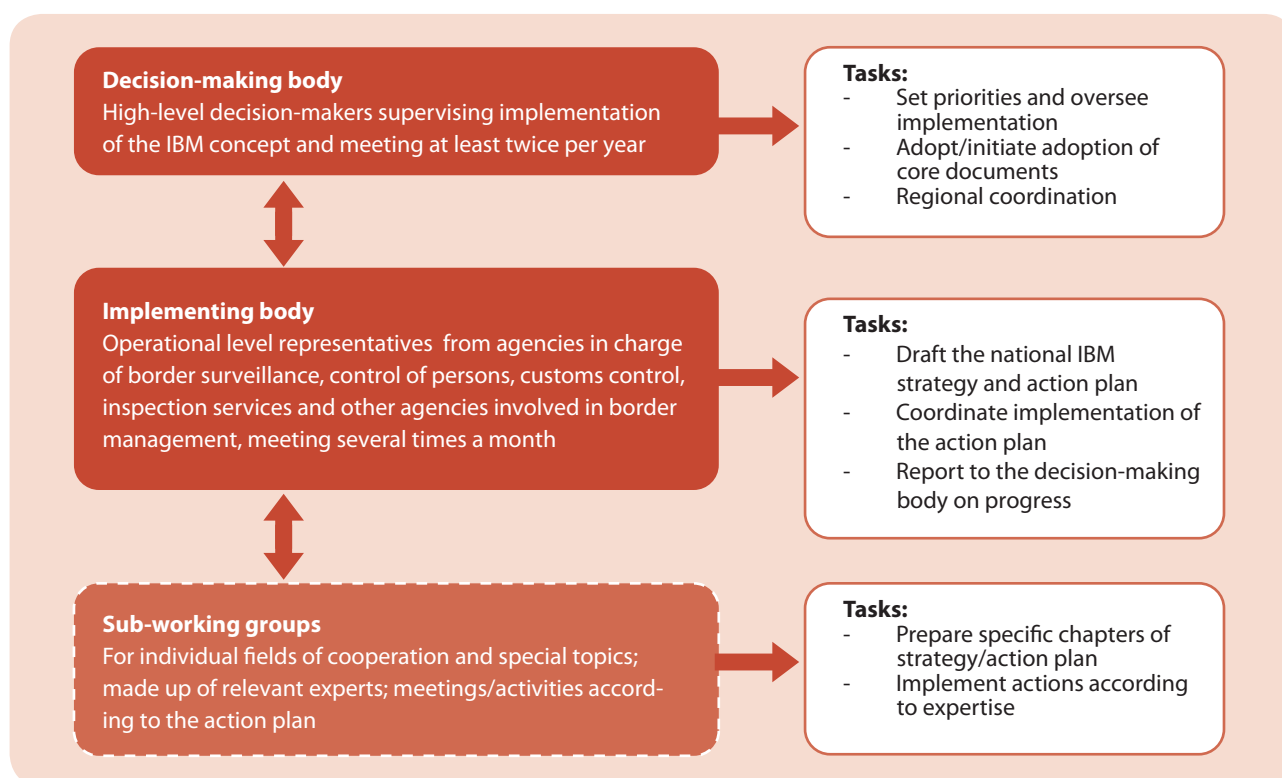 Decision-making body
High-level decision-makers supervising implementation
of the IBM concept and meeting at least twice per year
Tasks:
- Set priorities and oversee
implementation
- Adopt/initiate adoption of
core documents
- Regional coordination
Implementing body
Operational level representatives from agencies in charge
of border surveillance, control of persons, customs control,
inspection services and other agencies involved in border
management, meeting several times a month
Tasks:
- Draft the national IBM
strategy and action plan
- Coordinate implementation of
the action plan
- Report to the decision-making
body on progress
Sub-working groups
For individual fields of cooperation and special topics;
made up of relevant experts; meetings/activities accord-
ing to the action plan
Tasks:
- Prepare specific chapters of
strategy/action plan
- Implement actions according
to expertise